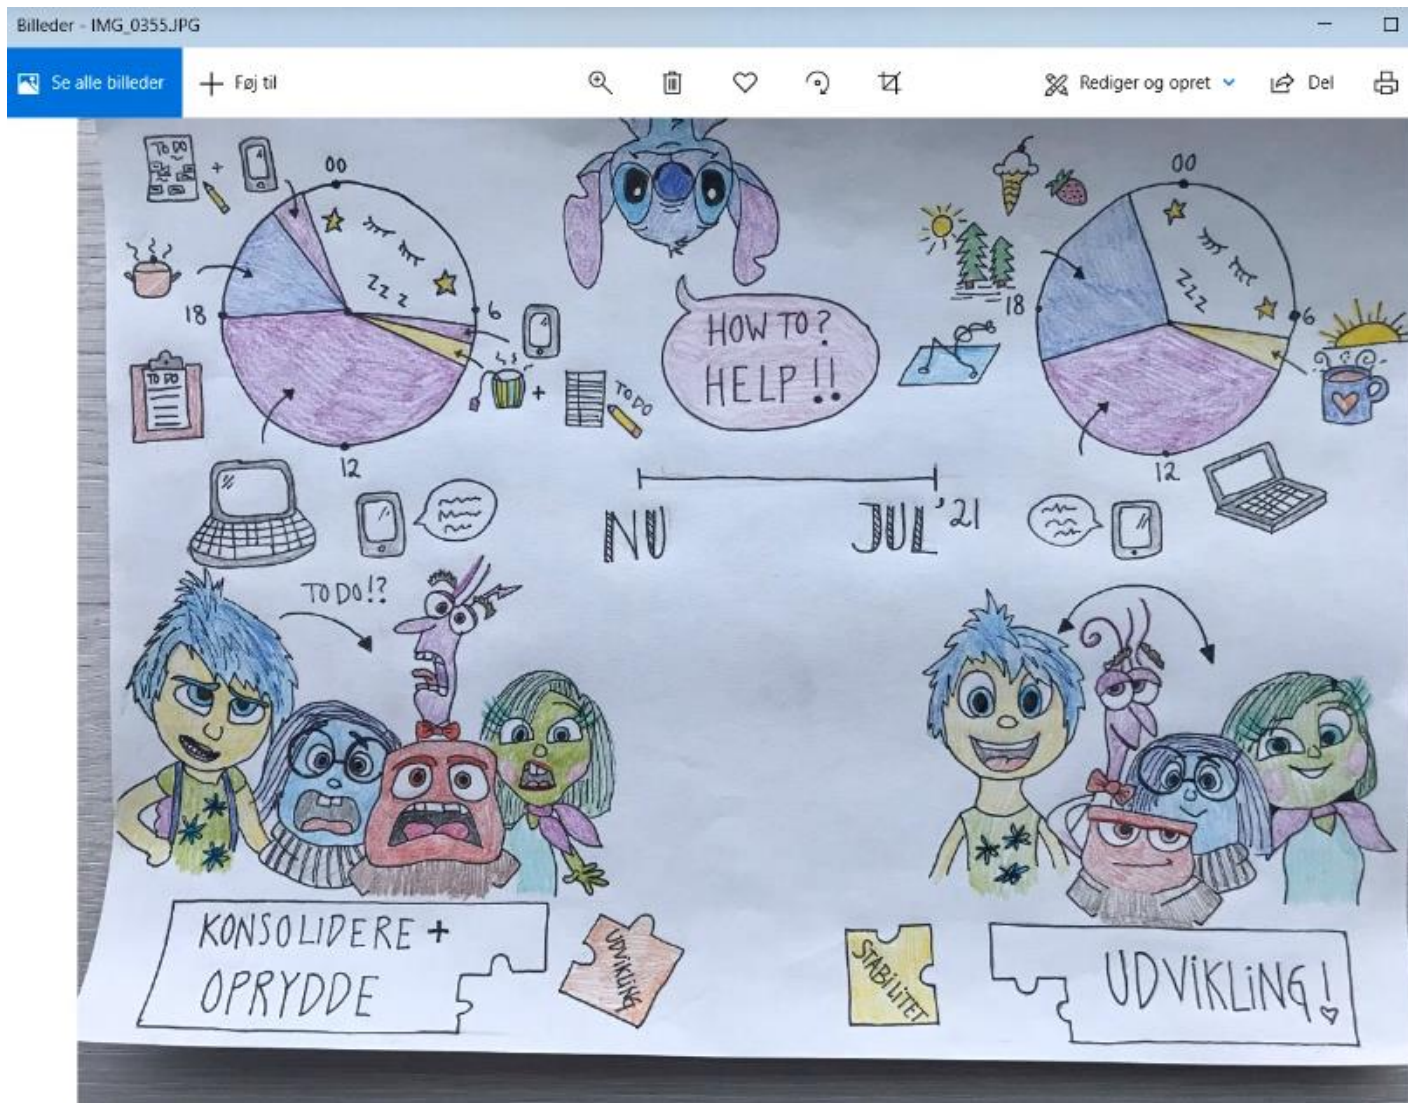 Billeder - IMG_0355.JPG
Se alle billeder
Føj til
Rediger og opret
Del
TO DO
+
00
18
6
12
ZZZ
TO DO
+
TO DO
HOW TO?
HELP!!
00
18
6
12
ZZZ
NU
JUL '21
TO DO!?
KONSOLIDERE +
OPRYDDE
UDVIKLING
STABILITET
UDVIKLING!